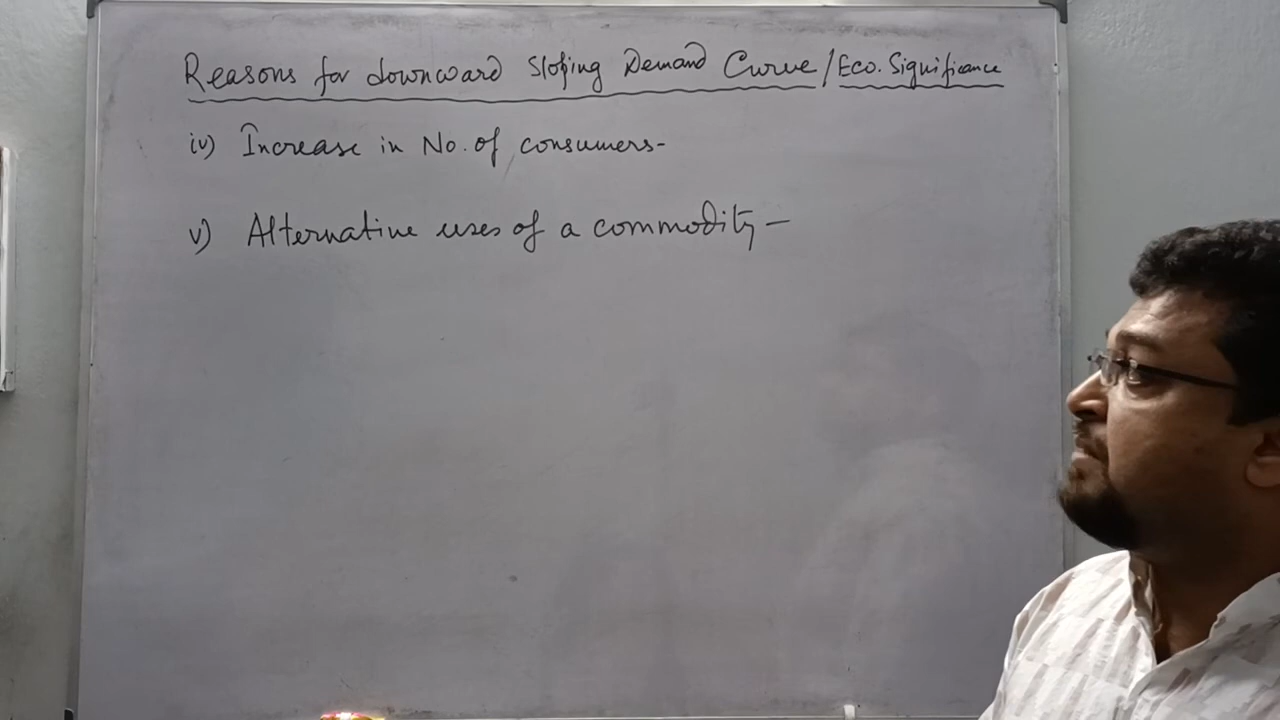 Reasons for downward Sloping Demand Curve/Eco. Significance
iv) Increase in No. of consumers-
v) Alternative uses of a commodity-